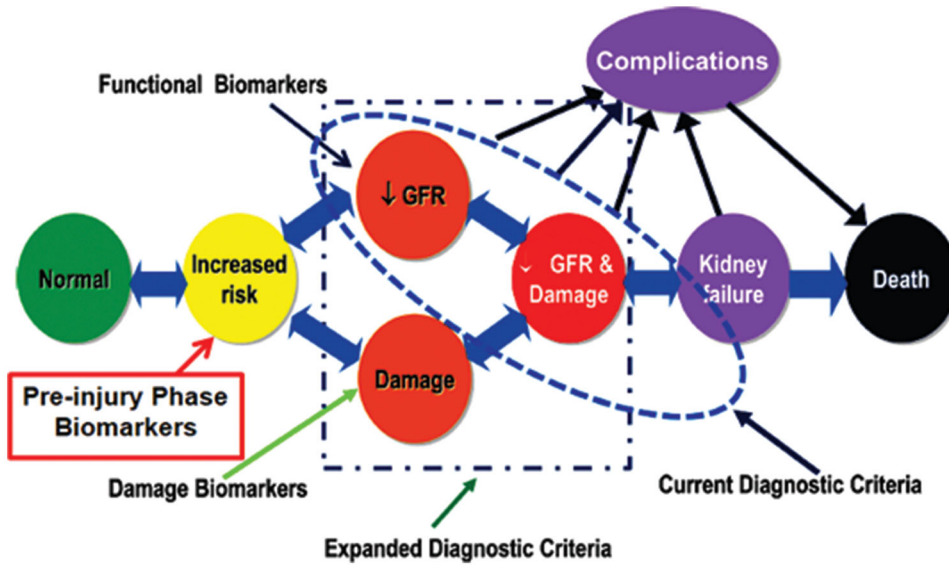 Complications
Functional Biomarkers
↓ GFR
Normal
Increased
risk
↓ GFR &
Damage
Kidney
failure
Death
Damage
Pre-injury Phase
Biomarkers
Damage Biomarkers
Current Diagnostic Criteria
Expanded Diagnostic Criteria